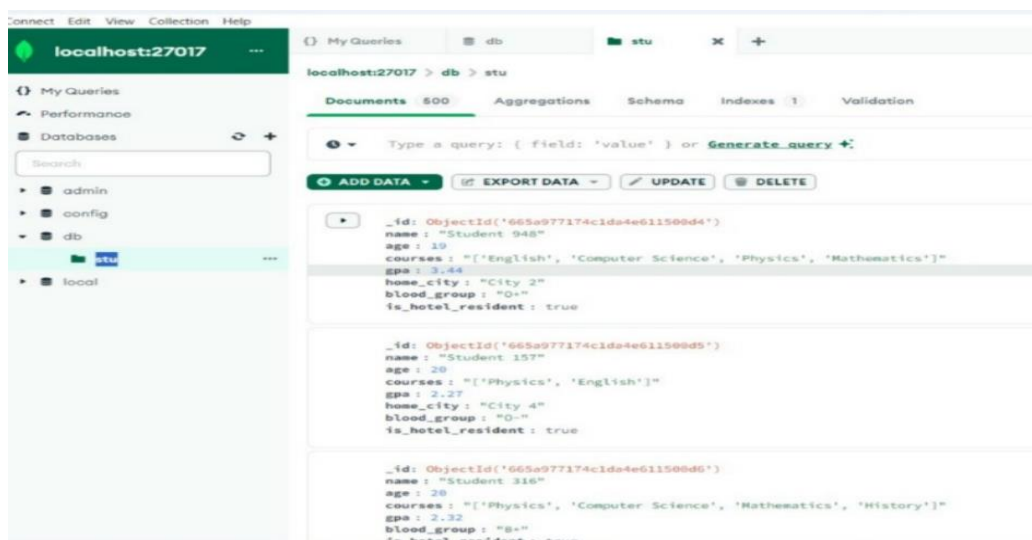 Connect Edit View Collection Help
localhost:27017 ...
My Queries
Performance
Databases
Search
admin
config
db
stu
local
{} My Queries
db
stu
localhost:27017 > db > stu
Documents 500 Aggregations Schema Indexes 1 Validation
Type a query: { field: 'value' } or Generate query
ADD DATA EXPORT DATA UPDATE DELETE
_id: ObjectId('665a977174c1da4e611500d4')
name : "Student 948"
age : 19
courses : "['English', 'Computer Science', 'Physics', 'Mathematics']"
gpa : 3.44
home_city : "City 2"
blood_group : "O+"
is_hotel_resident : true
_id: ObjectId('665a977174c1da4e611500d5')
name : "Student 157"
age : 20
courses : "['Physics', 'English']"
gpa : 2.27
home_city : "City 4"
blood_group : "O-"
is_hotel_resident : true
_id: ObjectId('665a977174c1da4e611500d6')
name : "Student 316"
age : 20
courses : "['Physics', 'Computer Science', 'Mathematics', 'History']"
gpa : 2.32
blood_group : "B+"
is_hotel_resident : true